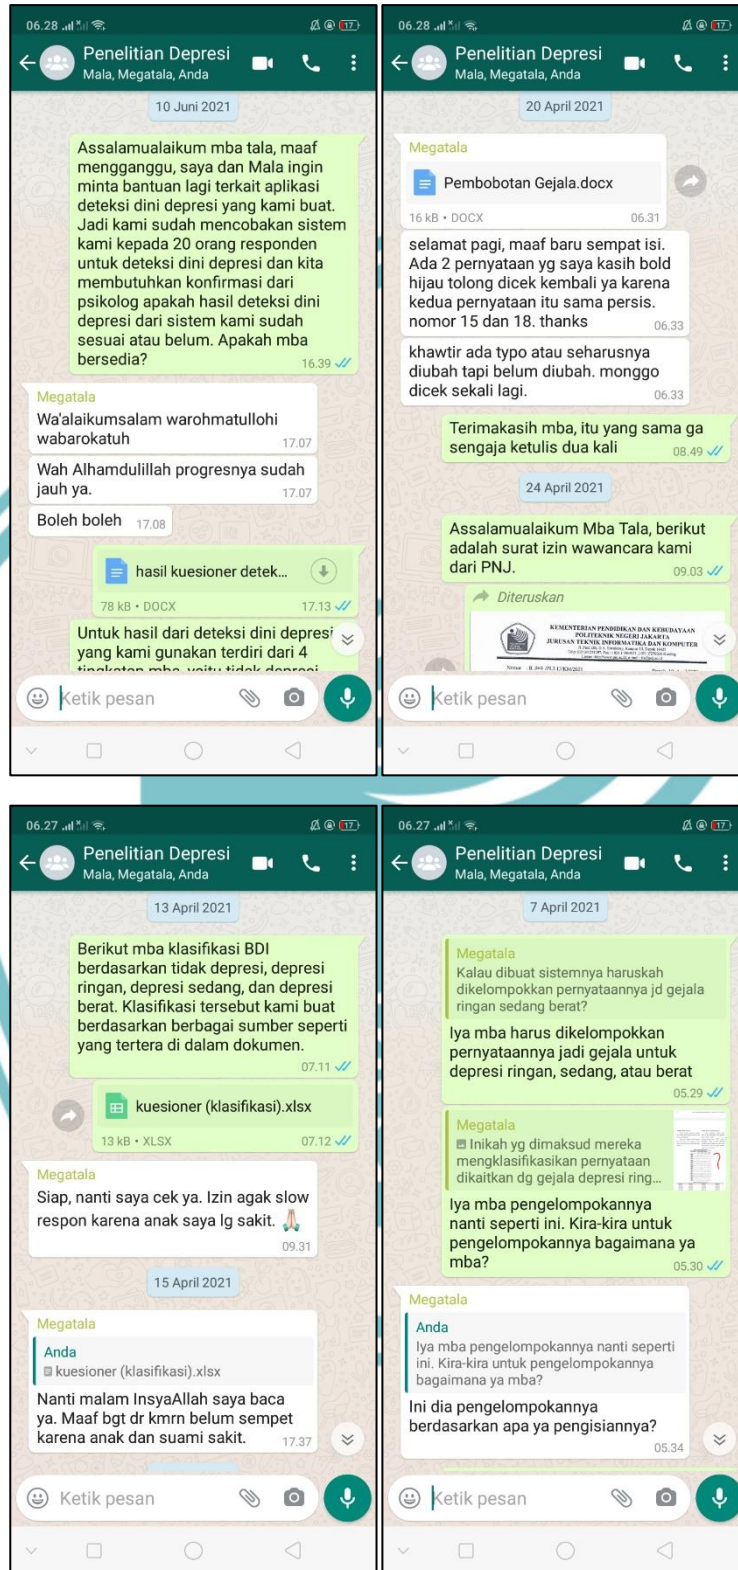 06.28
17
Penelitian Depresi
Mala, Megatala, Anda
10 Juni 2021
Assalamualaikum mba tala, maaf
mengganggu, saya dan Mala ingin
minta bantuan lagi terkait aplikasi
deteksi dini depresi yang kami buat.
Jadi kami sudah mencobakan sistem
kami kepada 20 orang responden
untuk deteksi dini depresi dan kita
membutuhkan konfirmasi dari
psikolog apakah hasil deteksi dini
depresi dari sistem kami sudah
sesuai atau belum. Apakah mba
bersedia?
16.39
Megatala
Wa'alaikumsalam warohmatullohi
wabarokatuh
17.07
Wah Alhamdulillah progresnya sudah
jauh ya.
17.07
Boleh boleh
17.08
hasil kuesioner detek...
78 kB • DOCX
17.13
Untuk hasil dari deteksi dini depresi
yang kami gunakan terdiri dari 4
tingkatan mba, yaitu tidak depresi
Ketik pesan
06.28
17
Penelitian Depresi
Mala, Megatala, Anda
20 April 2021
Megatala
Pembobotan Gejala.docx
16 kB • DOCX
06.31
selamat pagi, maaf baru sempat isi.
Ada 2 pernyataan yg saya kasih bold
hijau tolong dicek kembali ya karena
kedua pernyataan itu sama persis.
nomor 15 dan 18. thanks
06.33
khawtir ada typo atau seharusnya
diubah tapi belum diubah. monggo
dicek sekali lagi.
06.33
Terimakasih mba, itu yang sama ga
sengaja ketulis dua kali
08.49
24 April 2021
Assalamualaikum Mba Tala, berikut
adalah surat izin wawancara kami
dari PNJ.
09.03
Diteruskan
KEMENTERIAN PENDIDIKAN DAN KEBUDAYAAN
POLITEKNIK NEGERI JAKARTA
JURUSAN TEKNIK INFORMATIKA DAN KOMPUTER
Ketik pesan
06.27
17
Penelitian Depresi
Mala, Megatala, Anda
13 April 2021
Berikut mba klasifikasi BDI
berdasarkan tidak depresi, depresi
ringan, depresi sedang, dan depresi
berat. Klasifikasi tersebut kami buat
berdasarkan berbagai sumber seperti
yang tertera di dalam dokumen.
07.11
kuesioner (klasifikasi).xlsx
13 kB • XLSX
07.12
Megatala
Siap, nanti saya cek ya. Izin agak slow
respon karena anak saya lg sakit. 🙏🏻
09.31
15 April 2021
Megatala
Anda
kuesioner (klasifikasi).xlsx
Nanti malam InsyaAllah saya baca
ya. Maaf bgt dr kmrn belum sempet
karena anak dan suami sakit.
17.37
Ketik pesan
06.27
17
Penelitian Depresi
Mala, Megatala, Anda
7 April 2021
Megatala
Kalau dibuat sistemnya haruskah
dikelompokkan pernyataannya jd gejala
ringan sedang berat?
Iya mba harus dikelompokkan
pernyataannya jadi gejala untuk
depresi ringan, sedang, atau berat
05.29
Megatala
Inikah yg dimaksud mereka
mengklasifikasikan pernyataan
dikaitkan dg gejala depresi ring...
Iya mba pengelompokannya
nanti seperti ini. Kira-kira untuk
pengelompokannya bagaimana ya
mba?
05.30
Megatala
Anda
Iya mba pengelompokannya nanti seperti
ini. Kira-kira untuk pengelompokannya
bagaimana ya mba?
Ini dia pengelompokannya
berdasarkan apa ya pengisiannya?
05.34
Ketik pesan